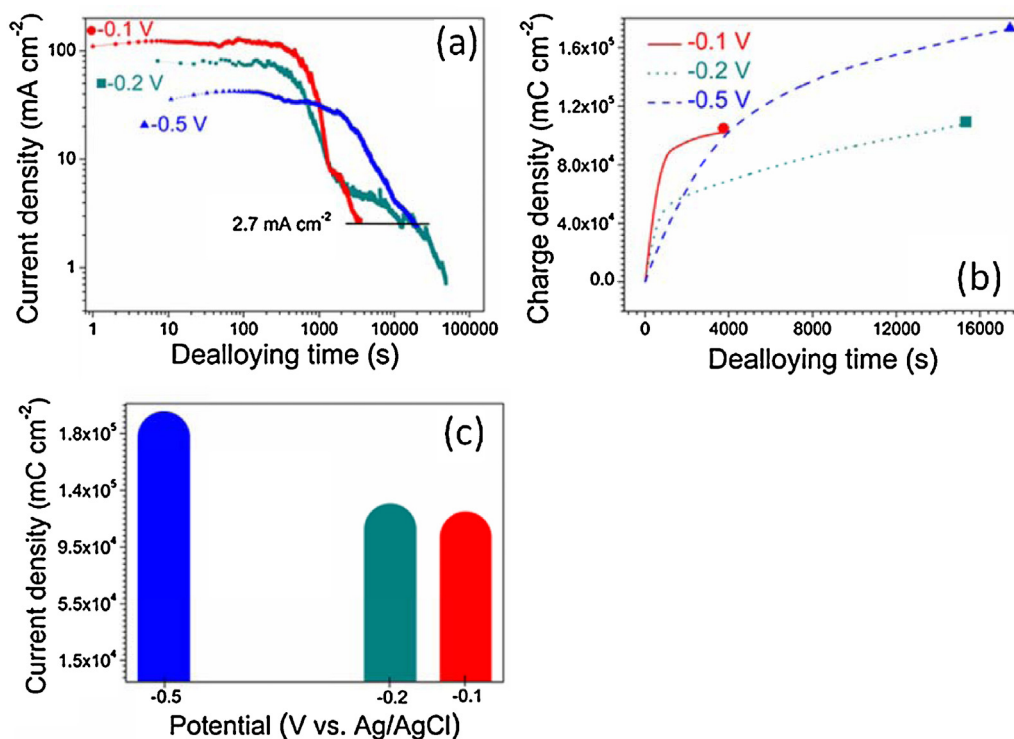 (a)
-0.1 V
-0.2 V
-0.5 V
2.7 mA cm⁻²
100
10
1
Current density (mA cm⁻²)
1 10 100 1000 10000 100000
Dealloying time (s)
(b)
-0.1 V
-0.2 V
-0.5 V
1.6x10⁵
1.2x10⁵
8.0x10⁴
4.0x10⁴
0.0
Charge density (mC cm⁻²)
0 4000 8000 12000 16000
Dealloying time (s)
(c)
1.8x10⁵
1.4x10⁵
9.5x10⁴
5.5x10⁴
1.5x10⁴
Current density (mC cm⁻²)
-0.5 -0.2 -0.1
Potential (V vs. Ag/AgCl)